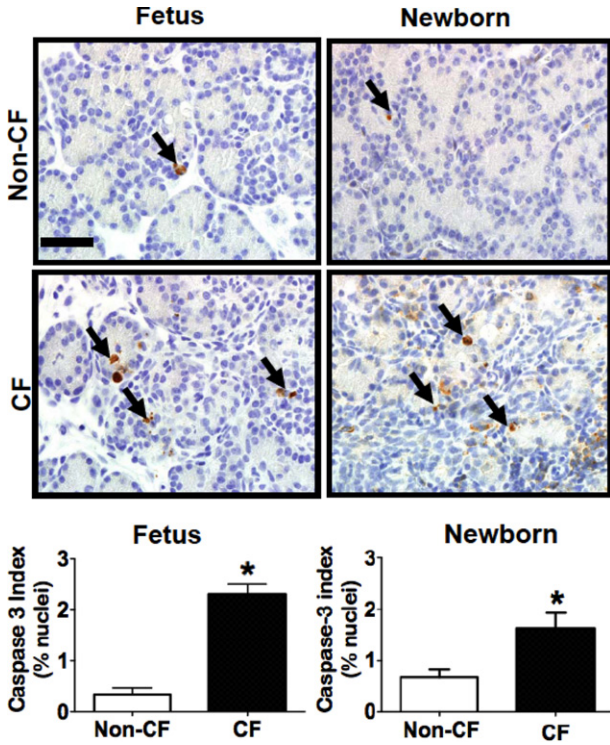 Fetus
Newborn
Non-CF
CF
Fetus
Caspase 3 Index
(% nuclei)
3
2
1
0
*
Non-CF
CF
Newborn
Caspase-3 index
(% nuclei)
3
2
1
0
*
Non-CF
CF